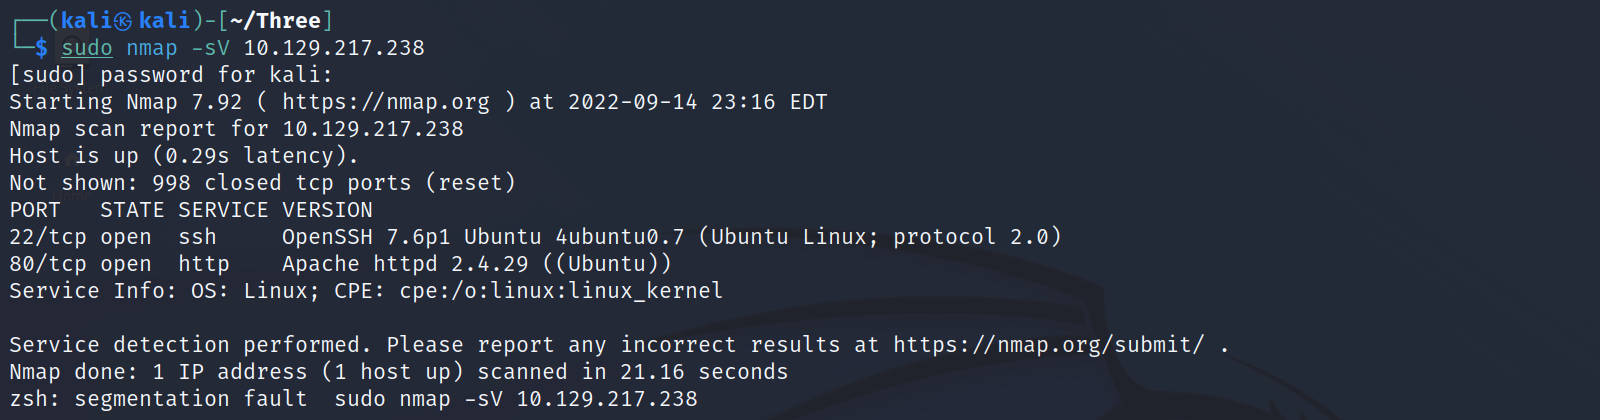 ┌──(kali㉿kali)-[~/Three]
└─$ sudo nmap -sV 10.129.217.238
[sudo] password for kali:
Starting Nmap 7.92 ( https://nmap.org ) at 2022-09-14 23:16 EDT
Nmap scan report for 10.129.217.238
Host is up (0.29s latency).
Not shown: 998 closed tcp ports (reset)
PORT   STATE SERVICE VERSION
22/tcp open  ssh     OpenSSH 7.6p1 Ubuntu 4ubuntu0.7 (Ubuntu Linux; protocol 2.0)
80/tcp open  http    Apache httpd 2.4.29 ((Ubuntu))
Service Info: OS: Linux; CPE: cpe:/o:linux:linux_kernel
Service detection performed. Please report any incorrect results at https://nmap.org/submit/ .
Nmap done: 1 IP address (1 host up) scanned in 21.16 seconds
zsh: segmentation fault  sudo nmap -sV 10.129.217.238